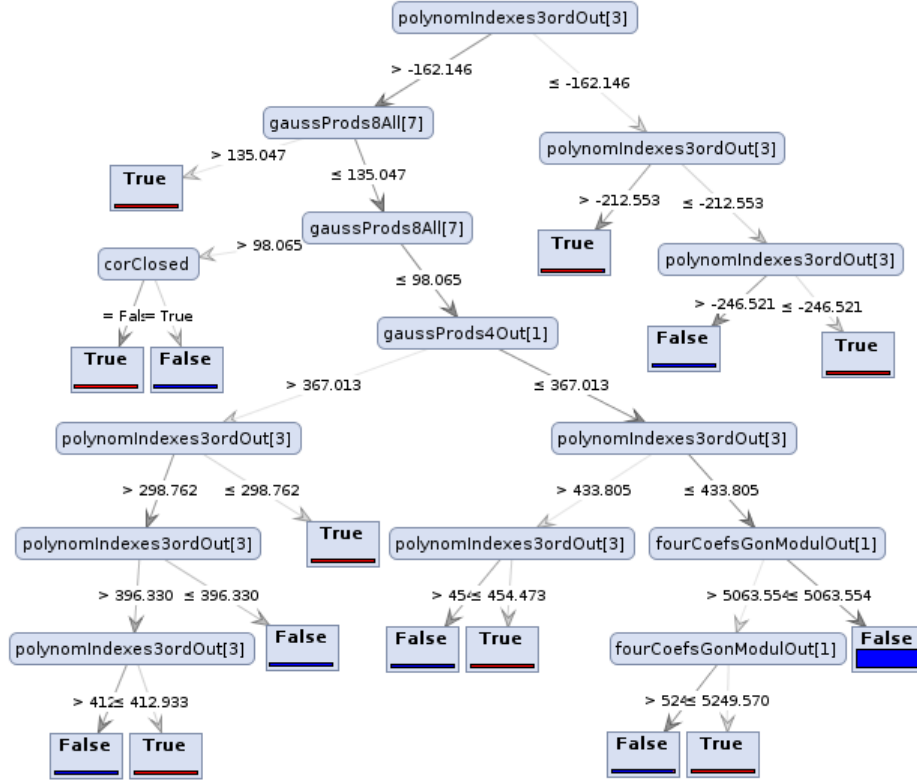 polynomIndexes3ordOut[3]
> -162.146
≤ -162.146
gaussProds8All[7]
polynomIndexes3ordOut[3]
> 135.047
≤ 135.047
> -212.553
≤ -212.553
True
gaussProds8All[7]
True
polynomIndexes3ordOut[3]
> 98.065
≤ 98.065
corClosed
> -246.521
≤ -246.521
= Fals
= True
gaussProds4Out[1]
False
True
True
False
> 367.013
≤ 367.013
polynomIndexes3ordOut[3]
polynomIndexes3ordOut[3]
> 298.762
≤ 298.762
> 433.805
≤ 433.805
polynomIndexes3ordOut[3]
True
polynomIndexes3ordOut[3]
fourCoefsGonModulOut[1]
> 396.330
≤ 396.330
> 454
≤ 454.473
> 5063.554
≤ 5063.554
polynomIndexes3ordOut[3]
False
False
True
fourCoefsGonModulOut[1]
False
> 412
≤ 412.933
> 524
≤ 5249.570
False
True
False
True